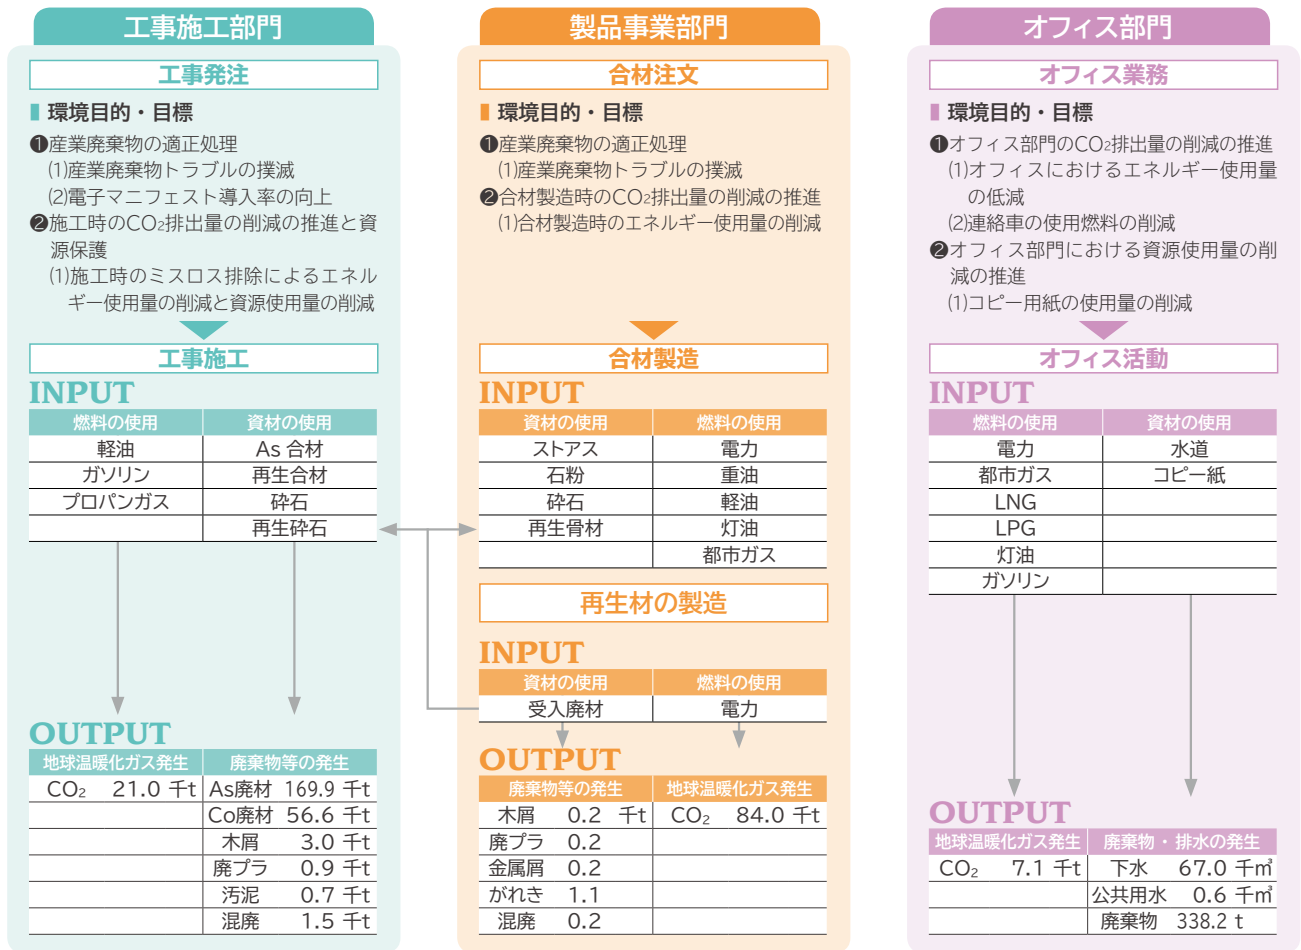 工事施工部門
工事発注
環境目的・目標
❶産業廃棄物の適正処理
⑴産業廃棄物トラブルの撲滅
⑵電子マニフェスト導入率の向上
❷施工時のCO₂排出量の削減の推進と資
源保護
⑴施工時のミスロス排除によるエネル
ギー使用量の削減と資源使用量の削減
工事施工
INPUT
燃料の使用 資材の使用
軽油 As 合材
ガソリン 再生合材
プロパンガス 砕石
再生砕石
OUTPUT
地球温暖化ガス発生 廃棄物等の発生
CO₂ 21.0 千t As廃材 169.9 千t
Co廃材 56.6 千t
木屑 3.0 千t
廃プラ 0.9 千t
汚泥 0.7 千t
混廃 1.5 千t
製品事業部門
合材注文
環境目的・目標
❶産業廃棄物の適正処理
⑴産業廃棄物トラブルの撲滅
❷合材製造時のCO₂排出量の削減の推進
⑴合材製造時のエネルギー使用量の削減
合材製造
INPUT
資材の使用 燃料の使用
ストアス 電力
石粉 重油
砕石 軽油
再生骨材 灯油
都市ガス
再生材の製造
INPUT
資材の使用 燃料の使用
受入廃材 電力
OUTPUT
廃棄物等の発生 地球温暖化ガス発生
木屑 0.2 千t CO₂ 84.0 千t
廃プラ 0.2
金属屑 0.2
がれき 1.1
混廃 0.2
オフィス部門
オフィス業務
環境目的・目標
❶オフィス部門のCO₂排出量の削減の推進
⑴オフィスにおけるエネルギー使用量
の低減
⑵連絡車の使用燃料の削減
❷オフィス部門における資源使用量の削
減の推進
⑴コピー用紙の使用量の削減
オフィス活動
INPUT
燃料の使用 資材の使用
電力 水道
都市ガス コピー紙
LNG
LPG
灯油
ガソリン
OUTPUT
地球温暖化ガス発生 廃棄物・排水の発生
CO₂ 7.1 千t 下水 67.0 千㎥
公共用水 0.6 千㎥
廃棄物 338.2 t